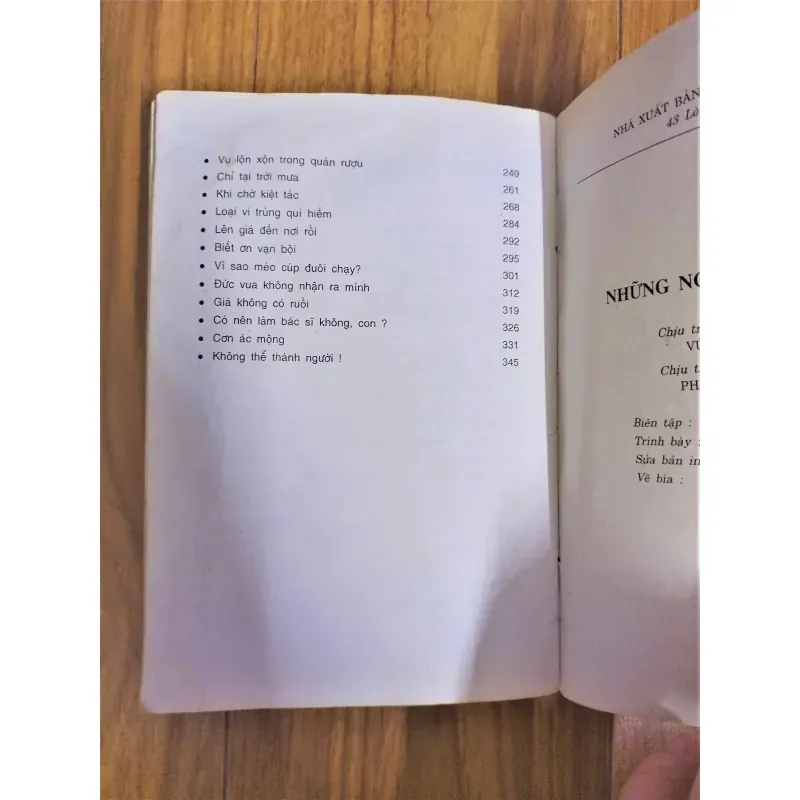 • Vụ lộn xộn trong quán rượu 249
• Chỉ tại trời mưa 261
• Khi chờ kiệt tác 268
• Loại vi trùng quí hiếm 284
• Lên giá đến nơi rồi 292
• Biết ơn vạn bội 295
• Vì sao mèo cúp đuôi chạy? 301
• Đức vua không nhận ra mình 312
• Giá không có ruồi 319
• Có nên làm bác sĩ không, con ? 326
• Cơn ác mộng 331
• Không thể thành người ! 345
NHÀ XUẤT BẢN
43 Lò
NHỮNG
Chịu
Chịu
Biên tập :
Trình bày :
Sửa bản in
Vẽ bìa :